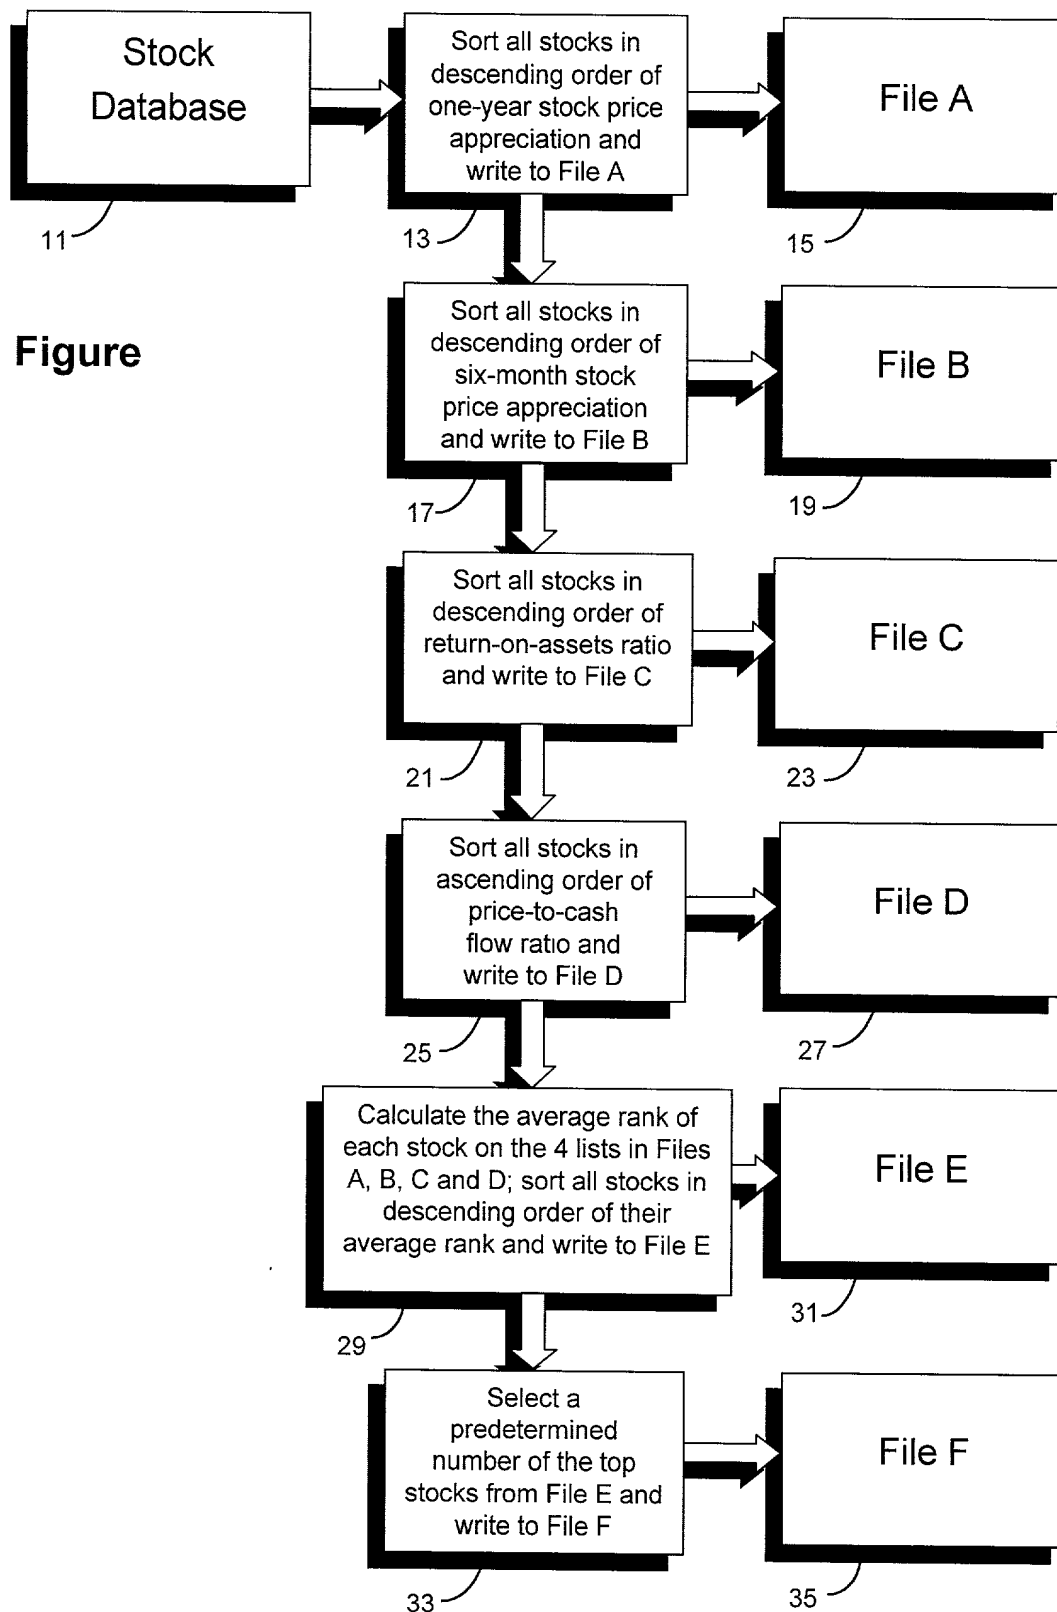 Stock
Database
Sort all stocks in
descending order of
one-year stock price
appreciation and
write to File A
File A
11
13
15
Figure
Sort all stocks in
descending order of
six-month stock
price appreciation
and write to File B
File B
17
19
Sort all stocks in
descending order of
return-on-assets ratio
and write to File C
File C
21
23
Sort all stocks in
ascending order of
price-to-cash
flow ratio and
write to File D
File D
25
27
Calculate the average rank of
each stock on the 4 lists in Files
A, B, C and D; sort all stocks in
descending order of their
average rank and write to File E
File E
29
31
Select a
predetermined
number of the top
stocks from File E and
write to File F
File F
33
35